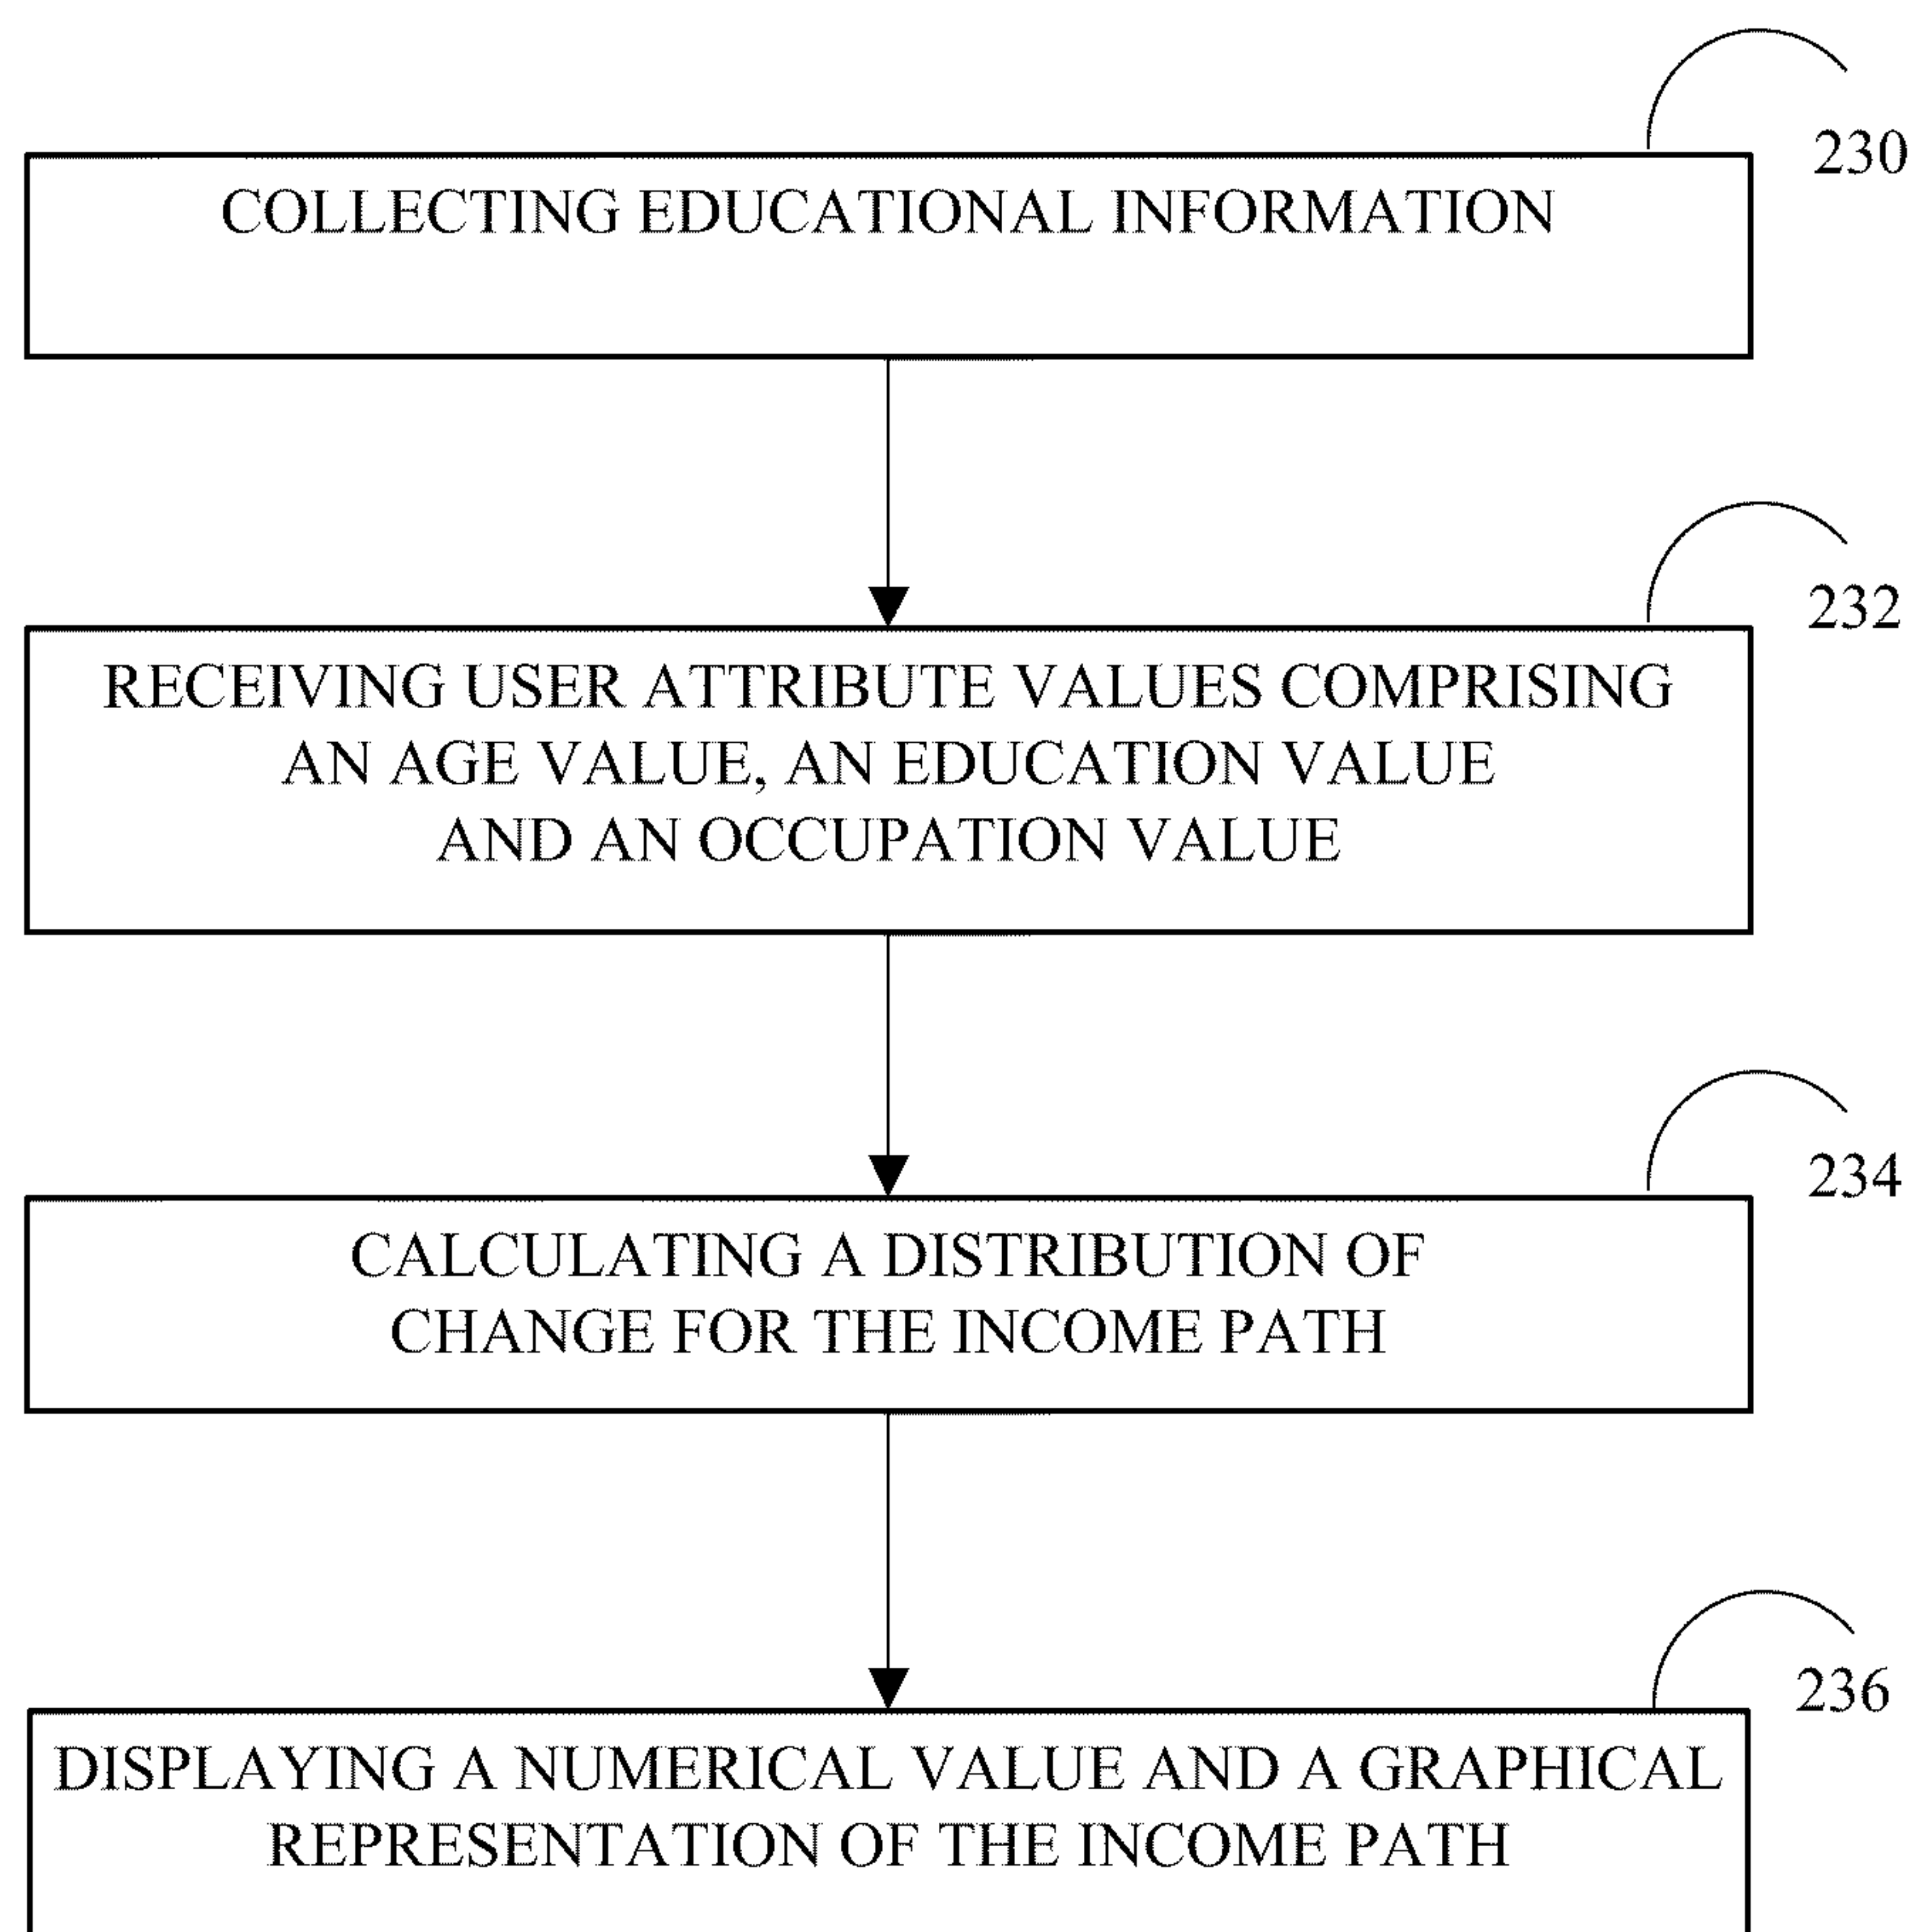 230
COLLECTING EDUCATIONAL INFORMATION
232
RECEIVING USER ATTRIBUTE VALUES COMPRISING
AN AGE VALUE, AN EDUCATION VALUE
AND AN OCCUPATION VALUE
234
CALCULATING A DISTRIBUTION OF
CHANGE FOR THE INCOME PATH
236
DISPLAYING A NUMERICAL VALUE AND A GRAPHICAL
REPRESENTATION OF THE INCOME PATH